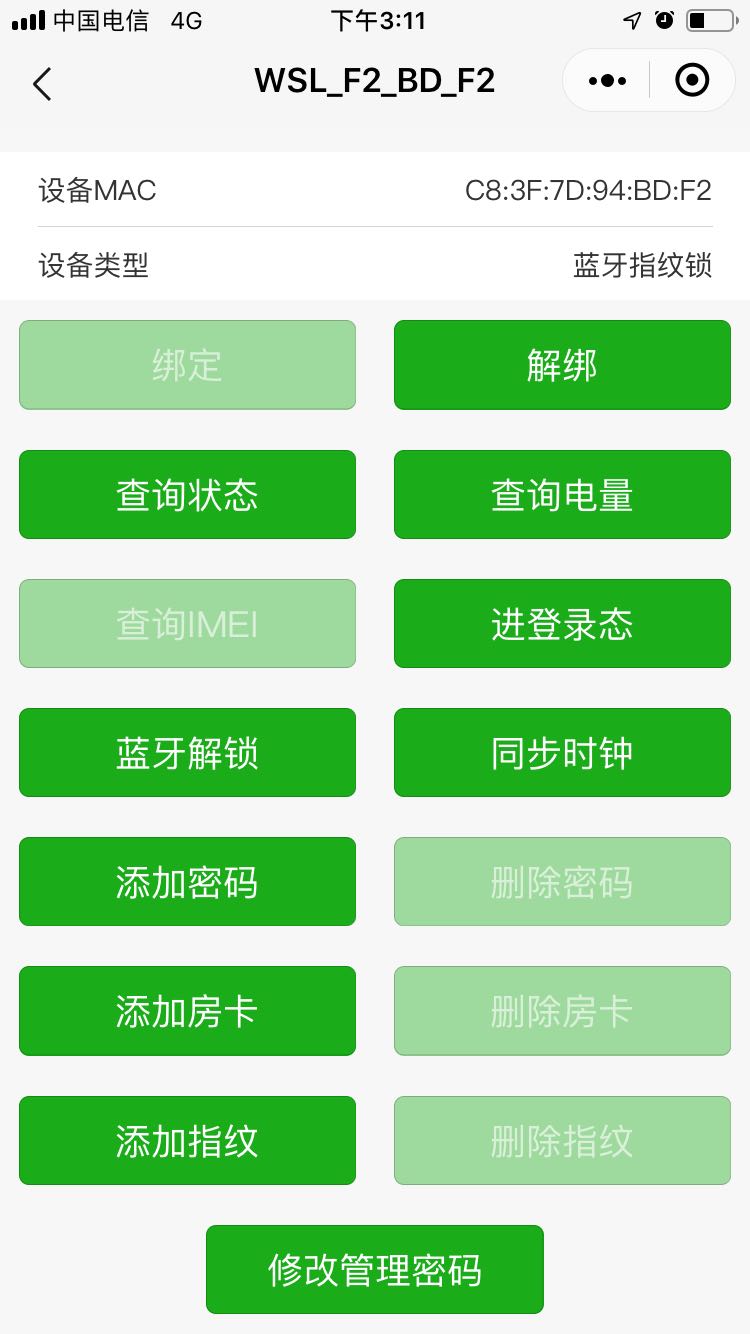 中国电信 4G 下午3:11
WSL_F2_BD_F2
设备MAC C8:3F:7D:94:BD:F2
设备类型 蓝牙指纹锁
绑定 解绑
查询状态 查询电量
查询IMEI 进登录态
蓝牙解锁 同步时钟
添加密码 删除密码
添加房卡 删除房卡
添加指纹 删除指纹
修改管理密码